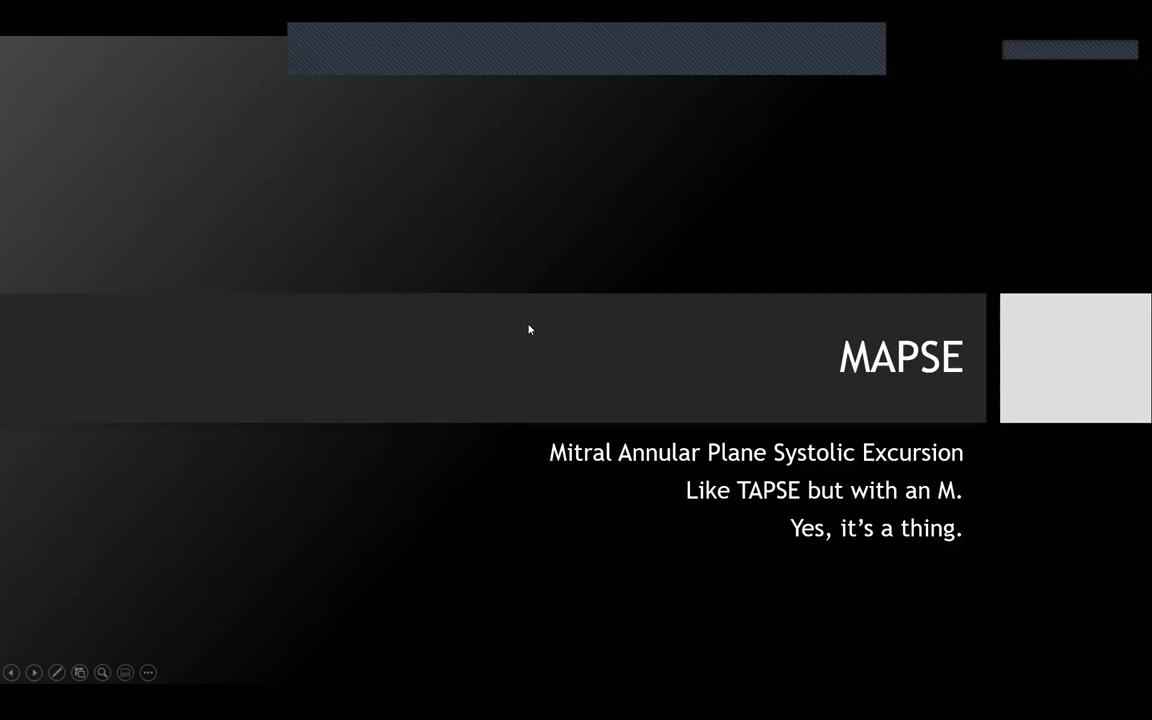 MAPSE
Mitral Annular Plane Systolic Excursion
Like TAPSE but with an M.
Yes, it’s a thing.